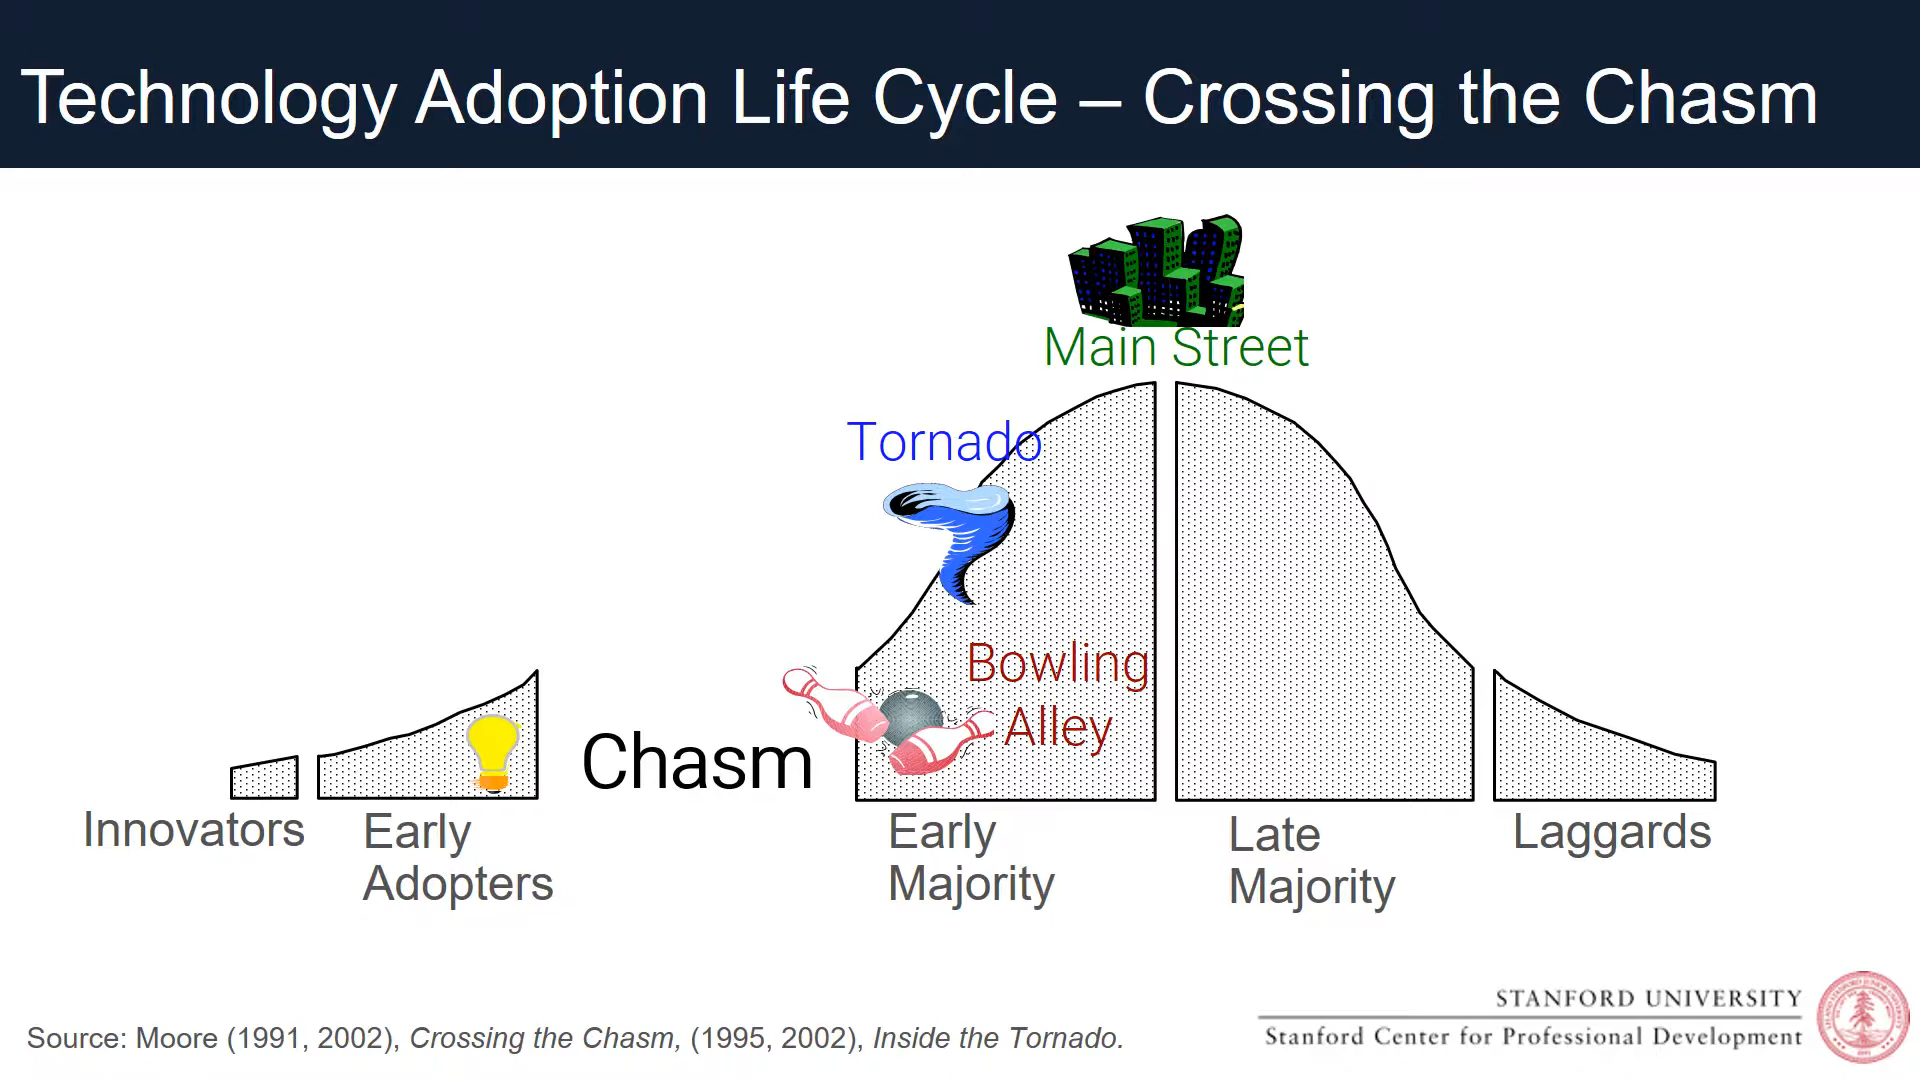 Technology Adoption Life Cycle – Crossing the Chasm
Main Street
Tornado
Bowling
Alley
Chasm
Innovators
Early
Adopters
Early
Majority
Late
Majority
Laggards
STANFORD UNIVERSITY
Stanford Center for Professional Development
Source: Moore (1991, 2002), Crossing the Chasm, (1995, 2002), Inside the Tornado.